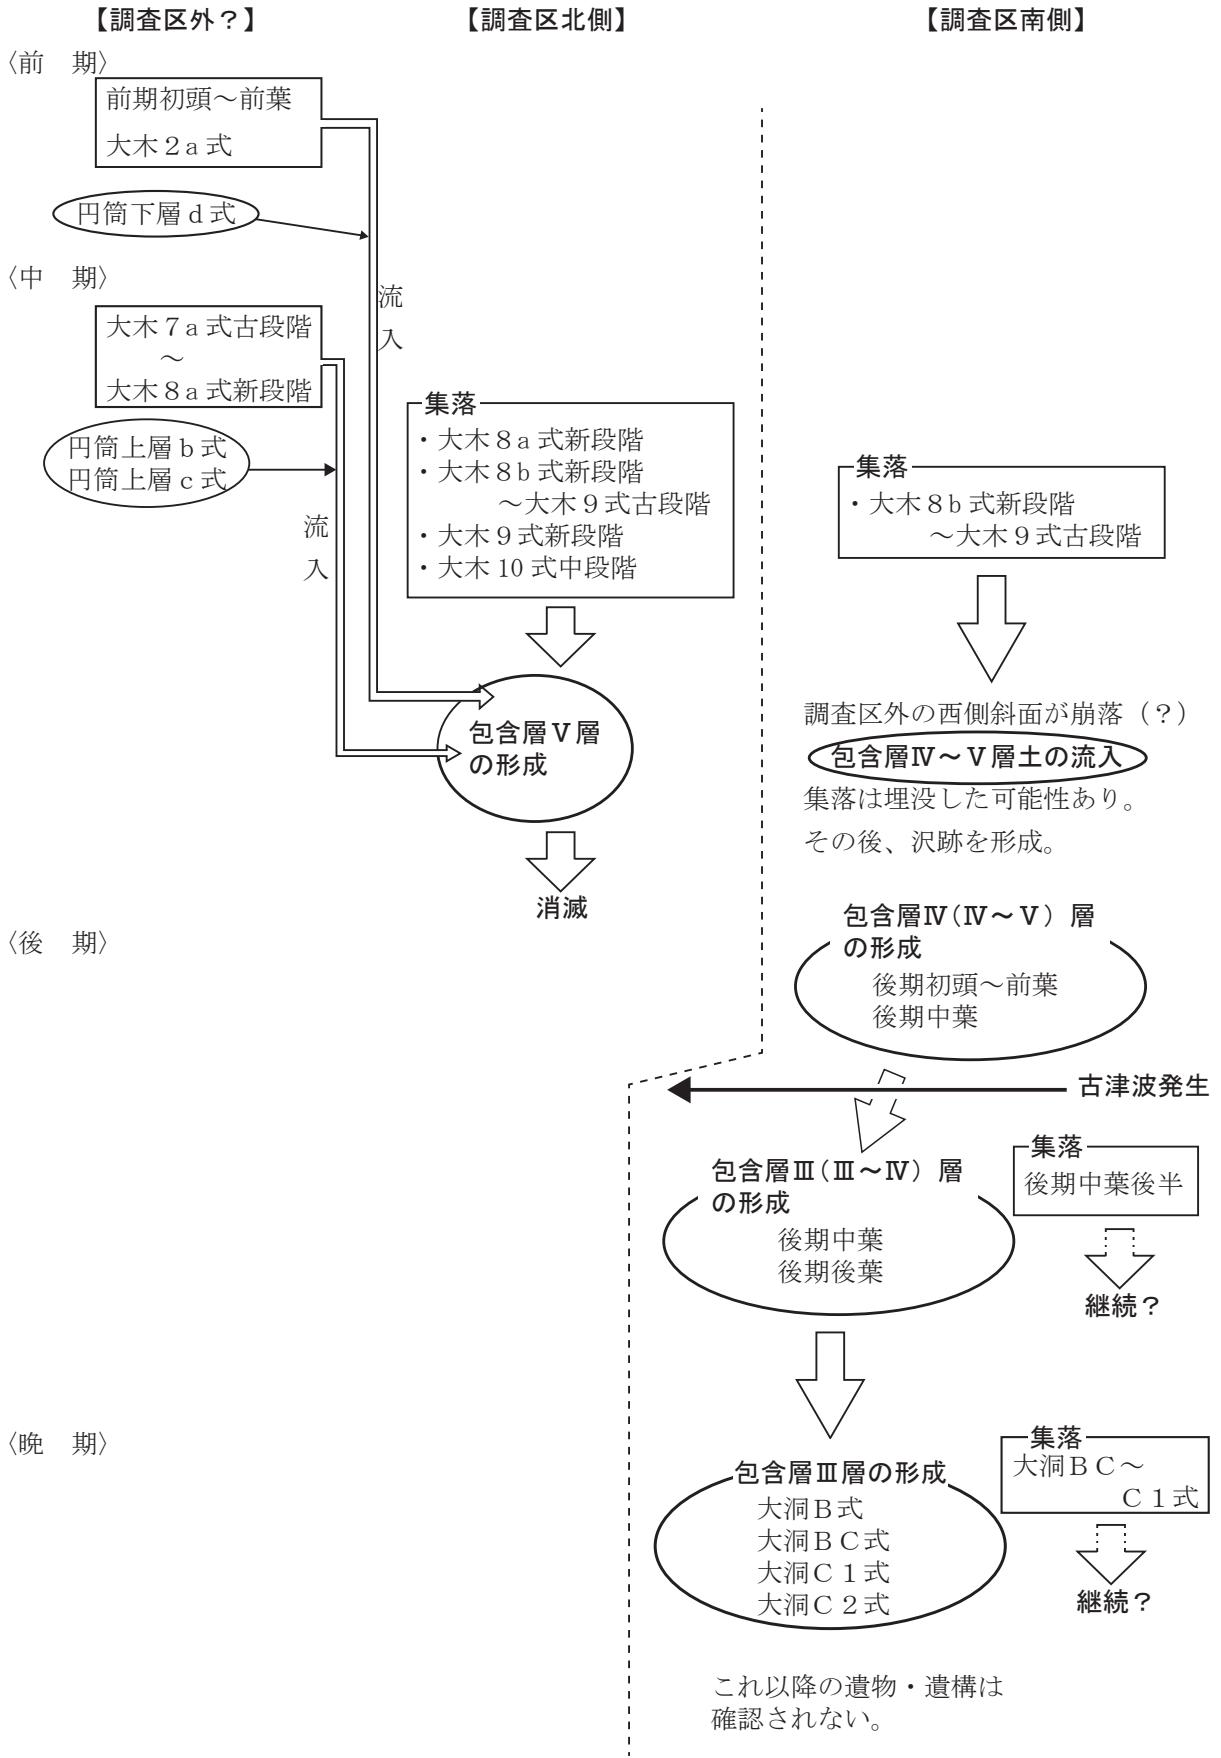 【調査区外？】
【調査区北側】
【調査区南側】
〈前　期〉
前期初頭～前葉
大木２a 式
円筒下層ｄ式
〈中　期〉
流
入
大木７a 式古段階
～
大木８a 式新段階
円筒上層ｂ式
円筒上層ｃ式
流
入
集落
・大木８a 式新段階
・大木８b 式新段階
～大木９式古段階
・大木９式新段階
・大木 10 式中段階
包含層Ⅴ層
の形成
消滅
集落
・大木８b 式新段階
～大木９式古段階
調査区外の西側斜面が崩落（？）
包含層Ⅳ～Ⅴ層土の流入
集落は埋没した可能性あり。
その後、沢跡を形成。
〈後　期〉
包含層Ⅳ（Ⅳ～Ⅴ）層
の形成
後期初頭～前葉
後期中葉
古津波発生
包含層Ⅲ（Ⅲ～Ⅳ）層
の形成
後期中葉
後期後葉
集落
後期中葉後半
継続？
〈晩　期〉
包含層Ⅲ層の形成
大洞Ｂ式
大洞ＢＣ式
大洞Ｃ１式
大洞Ｃ２式
集落
大洞ＢＣ～
Ｃ１式
継続？
これ以降の遺物・遺構は
確認されない。